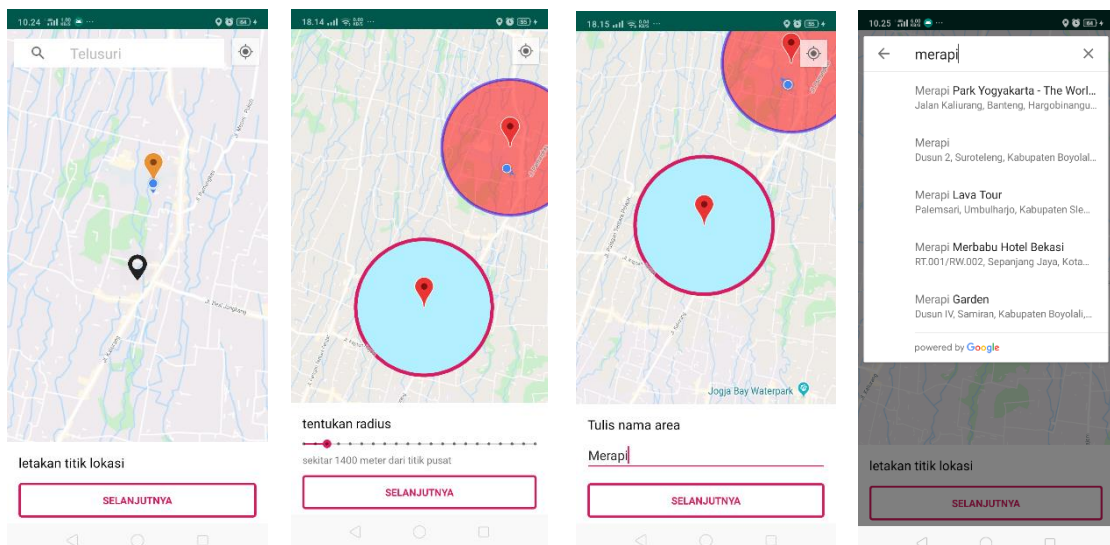 10.24
64
Telusuri
Jl. Kaliurang
letakan titik lokasi
SELANJUTNYA
18.14
tentukan radius
sekitar 1400 meter dari titik pusat
SELANJUTNYA
18.15
Jogja Bay Waterpark
Tulis nama area
Merapi
SELANJUTNYA
10.25
64
merapi
Merapi Park Yogyakarta - The Worl...
Jalan Kaliurang, Banteng, Hargobinangu...
Merapi
Dusun 2, Suroteleng, Kabupaten Boyolal...
Merapi Lava Tour
Palemsari, Umbulharjo, Kabupaten Sle...
Merapi Merbabu Hotel Bekasi
RT.001/RW.002, Sepanjang Jaya, Kota...
Merapi Garden
Dusun IV, Samiran, Kabupaten Boyolali,...
powered by Google
letakan titik lokasi
SELANJUTNYA